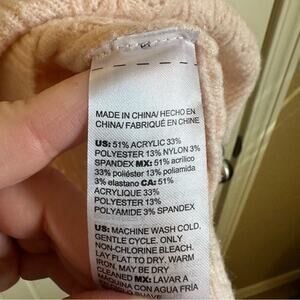 MADE IN CHINA/ HECHO EN
CHINA/ FABRIQUÉ EN CHINE
US: 51% ACRYLIC 33%
POLYESTER 13% NYLON 3%
SPANDEX MX: 51% acrílico
33% poliéster 13% poliamida
3% elastano CA: 51%
ACRYLIQUE 33%
POLYESTER 13%
POLYAMIDE 3% SPANDEX
US: MACHINE WASH COLD.
GENTLE CYCLE. ONLY
NON-CHLORINE BLEACH.
LAY FLAT TO DRY. WARM
IRON. MAY BE DRY
CLEANED MX: LAVAR A
MAQUINA CON AGUA FRÍA